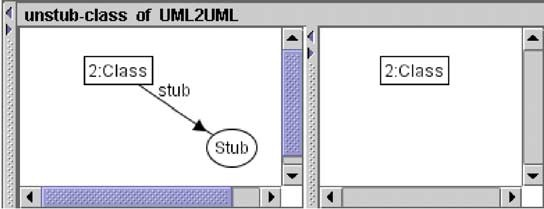 unstub-class of UML2UML
2:Class
stub
Stub
2:Class